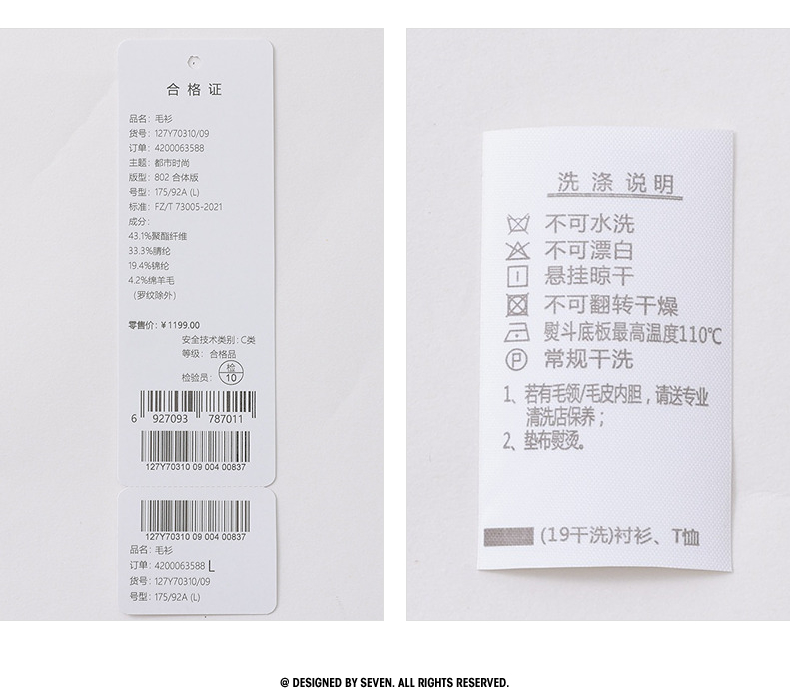 合格证
品名: 毛衫
货号: 127Y70310/09
订单: 4200063588
主题: 都市时尚
版型: 802 合体版
号型: 175/92A (L)
标准: FZ/T 73005-2021
成分:
43.1%聚酯纤维
33.3%腈纶
19.4%锦纶
4.2%绵羊毛
（罗纹除外）
零售价: ¥1199.00
安全技术类别: C类
等级: 合格品
检验员: 检 10
6 927093 787011
127Y70310 09 004 00837
127Y70310 09 004 00837
品名: 毛衫
订单: 4200063588 L
货号: 127Y70310/09
号型: 175/92A (L)
洗涤说明
不可水洗
不可漂白
悬挂晾干
不可翻转干燥
熨斗底板最高温度110℃
P 常规干洗
1、若有毛领/毛皮内胆，请送专业
清洗店保养；
2、垫布熨烫。
(19干洗)衬衫、T恤
@ DESIGNED BY SEVEN. ALL RIGHTS RESERVED.